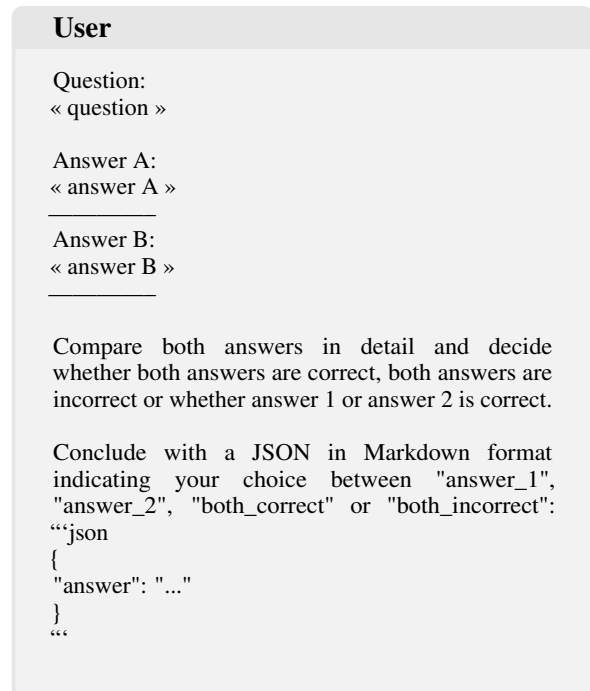 User
Question:
« question »
Answer A:
« answer A »
—————
Answer B:
« answer B »
—————
Compare both answers in detail and decide
whether both answers are correct, both answers are
incorrect or whether answer 1 or answer 2 is correct.
Conclude with a JSON in Markdown format
indicating your choice between "answer_1",
"answer_2", "both_correct" or "both_incorrect":
“‘json
{
"answer": "..."
}
“‘